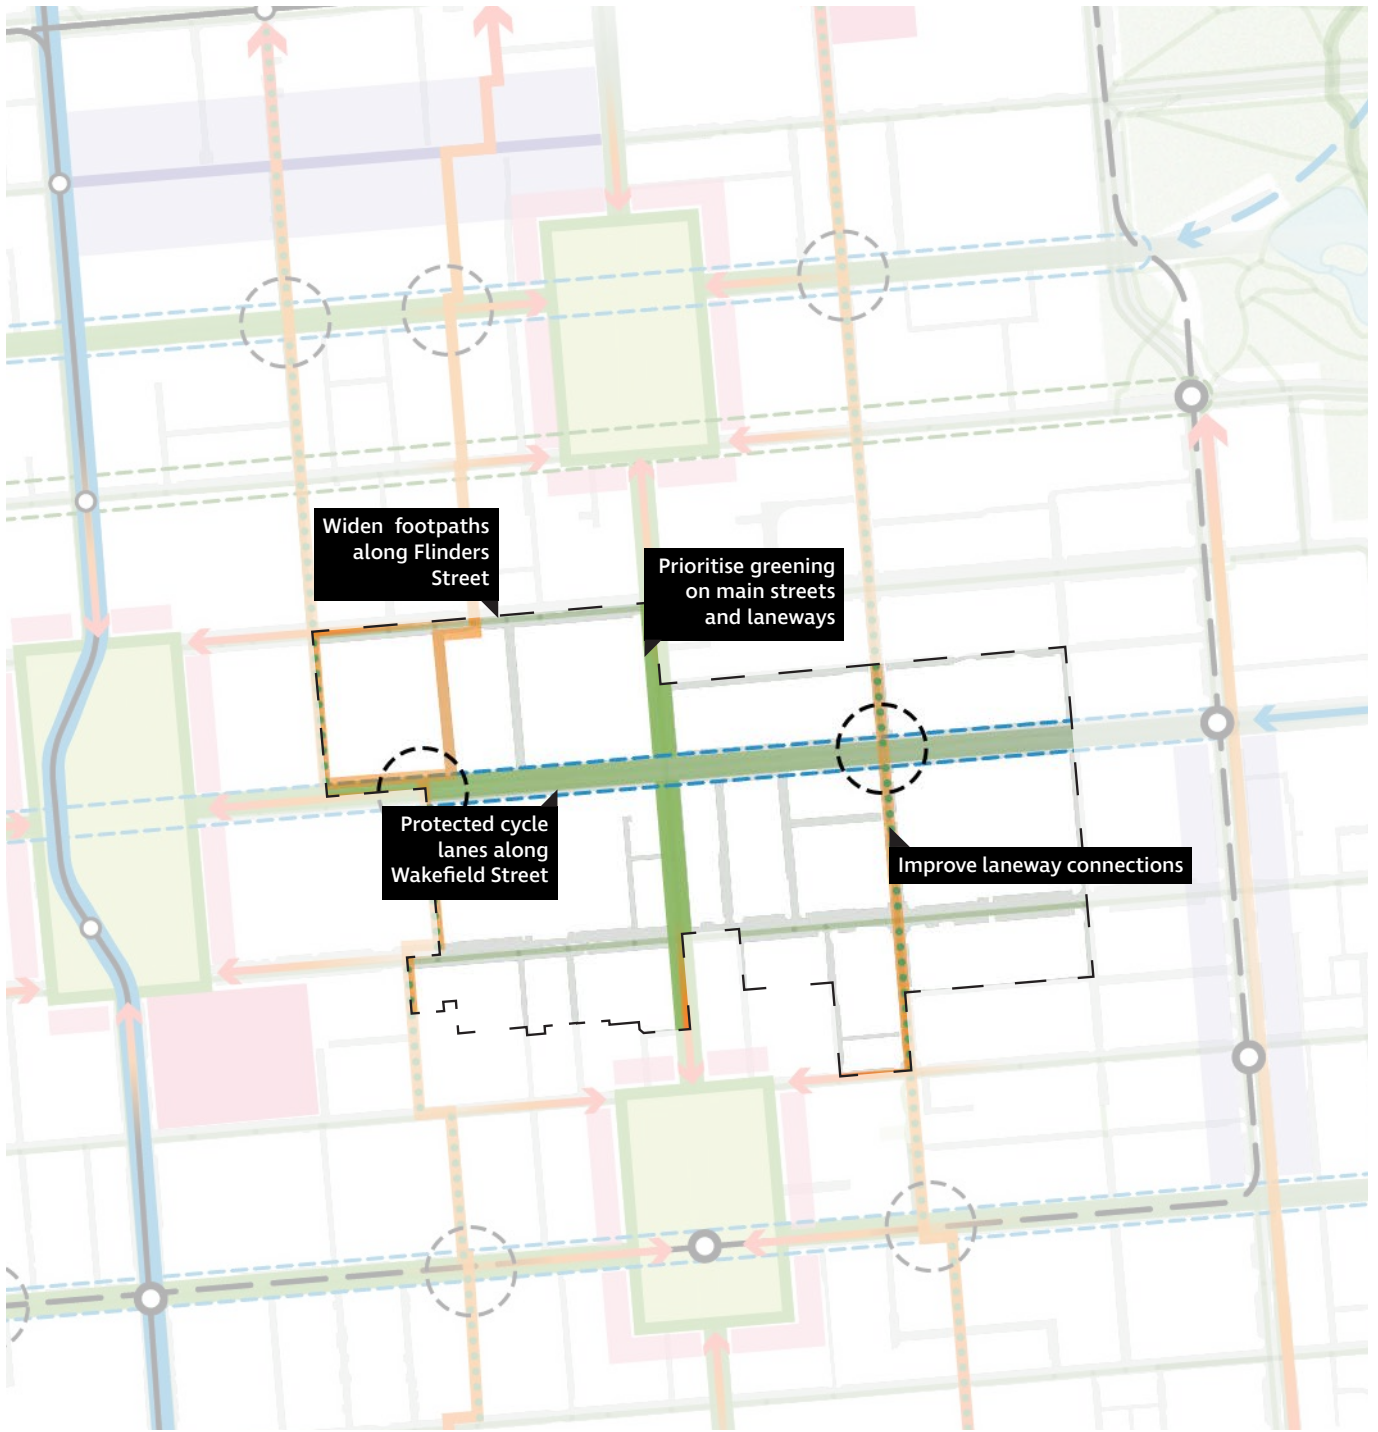 Widen footpaths
along Flinders
Street
Prioritise greening
on main streets
and laneways
Protected cycle
lanes along
Wakefield Street
Improve laneway connections